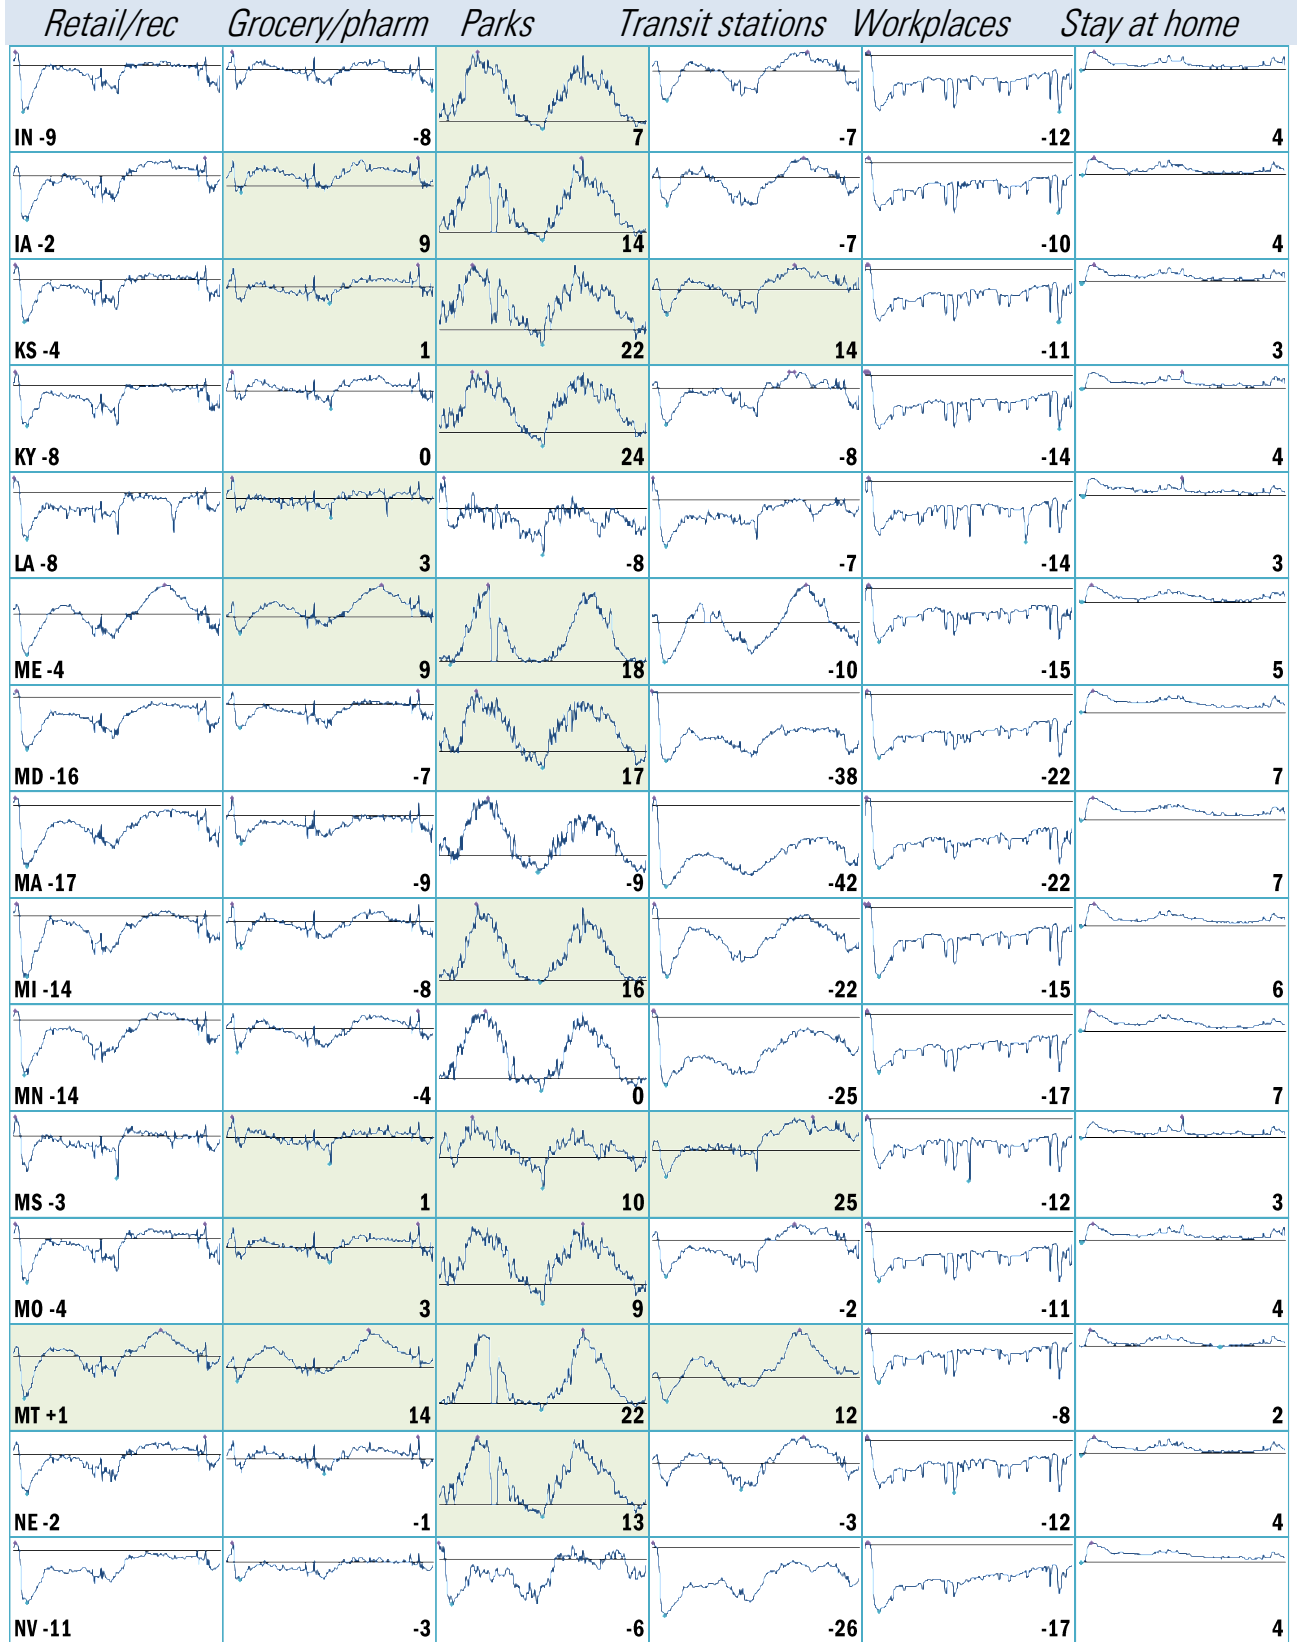 Retail/rec Grocery/pharm Parks Transit stations Workplaces Stay at home
IN -9 -8 7 -7 -12 4
IA -2 9 14 -7 -10 4
KS -4 1 22 14 -11 3
KY -8 0 24 -8 -14 4
LA -8 3 -8 -7 -14 3
ME -4 9 18 -10 -15 5
MD -16 -7 17 -38 -22 7
MA -17 -9 -9 -42 -22 7
MI -14 -8 16 -22 -15 6
MN -14 -4 0 -25 -17 7
MS -3 1 10 25 -12 3
MO -4 3 9 -2 -11 4
MT +1 14 22 12 -8 2
NE -2 -1 13 -3 -12 4
NV -11 -3 -6 -26 -17 4